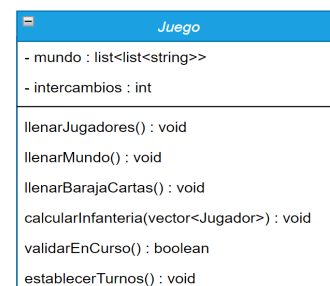 Juego
- mundo : list<list<string>>
- intercambios : int
llenarJugadores() : void
llenarMundo() : void
llenarBarajaCartas() : void
calcularInfanteria(vector<Jugador>) : void
validarEnCurso() : boolean
establecerTurnos() : void